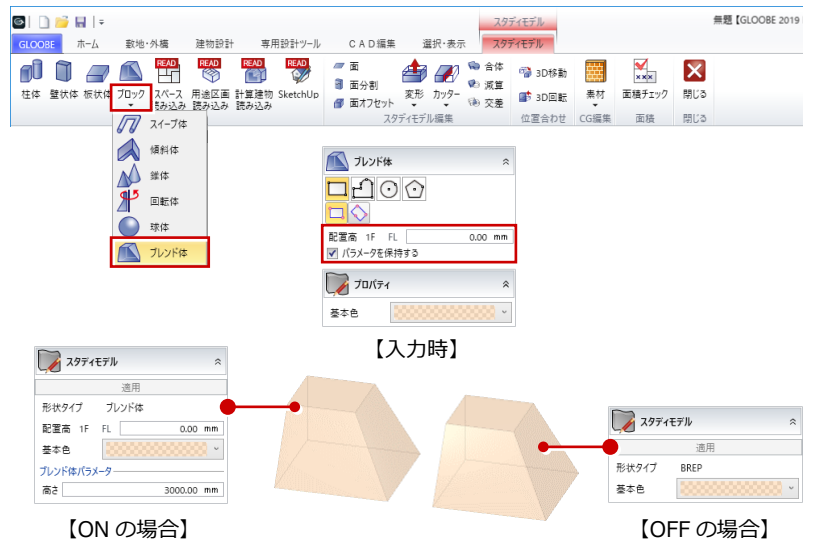 スタディモデル
無題【GLOOBE 2019
GLOOBE ホーム 敷地・外構 建物設計 専用設計ツール ＣＡＤ編集 選択・表示 スタディモデル
柱体 壁状体 板状体 ブロック
READ スペース 読み込み
READ 用途区画 読み込み
READ 計算建物 読み込み
READ SketchUp
面
面分割
面オフセット
変形 カッター
合体
減算
交差
3D移動
3D回転
素材
面積チェック
閉じる
スタディモデル編集 位置合わせ CG編集 面積 閉じる
スイープ体
傾斜体
錐体
回転体
球体
ブレンド体
ブレンド体
配置高 1F FL 0.00 mm
パラメータを保持する
プロパティ
基本色
【入力時】
スタディモデル
適用
形状タイプ ブレンド体
配置高 1F FL 0.00 mm
基本色
ブレンド体パラメータ
高さ 3000.00 mm
【ON の場合】
スタディモデル
適用
形状タイプ BREP
基本色
【OFF の場合】